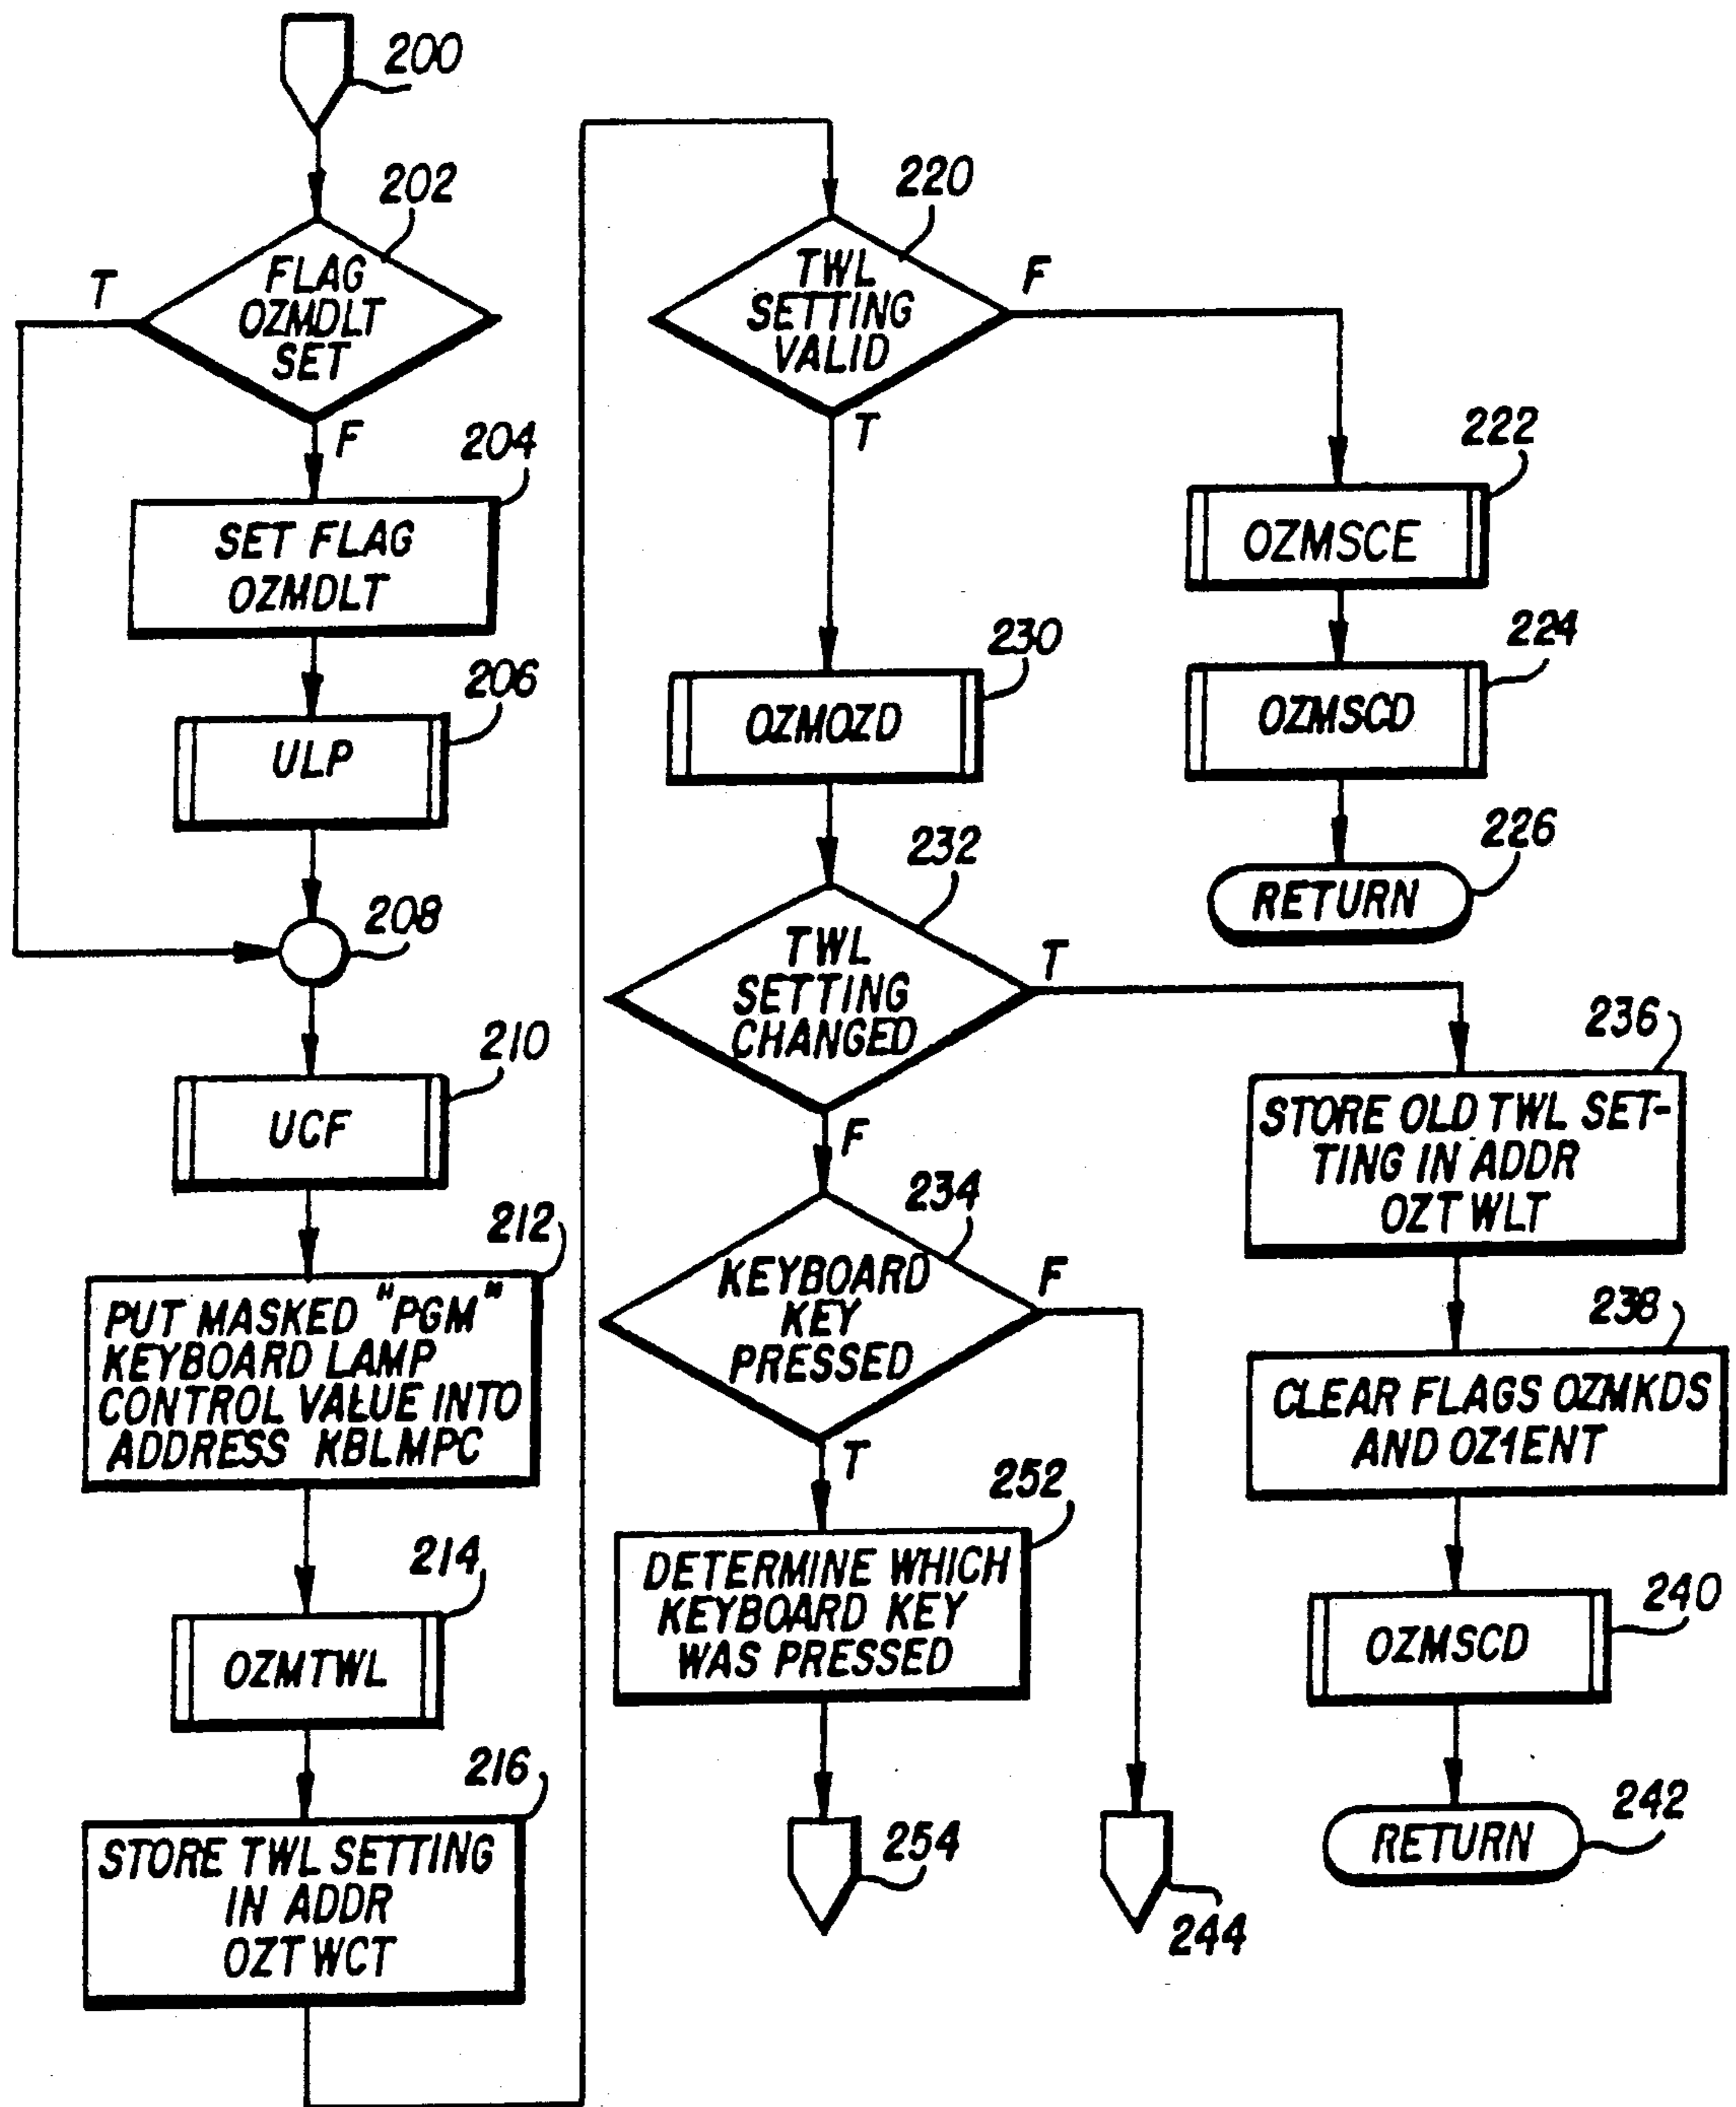 200
202
T
FLAG
OZMDLT
SET
F
204
SET FLAG
OZMDLT
206
ULP
208
210
UCF
212
PUT MASKED "PGM"
KEYBOARD LAMP
CONTROL VALUE INTO
ADDRESS KBLMPC
214
OZMTWL
216
STORE TWL SETTING
IN ADDR
OZT WCT
220
TWL
SETTING
VALID
F
T
222
OZMSCE
224
OZMSCD
226
RETURN
230
OZMOZD
232
TWL
SETTING
CHANGED
T
F
234
KEYBOARD
KEY
PRESSED
F
T
252
DETERMINE WHICH
KEYBOARD KEY
WAS PRESSED
254
244
236
STORE OLD TWL SET-
TING IN ADDR
OZT WLT
238
CLEAR FLAGS OZMKDS
AND OZ1ENT
240
OZMSCD
242
RETURN